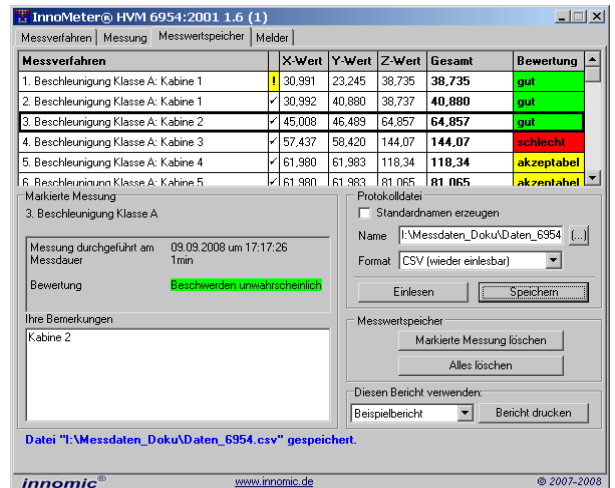 InnoMeter® HVM 6954:2001 1.6 (1)
Messverfahren Messung Messwertspeicher Melder
Messverfahren X-Wert Y-Wert Z-Wert Gesamt Bewertung
1. Beschleunigung Klasse A: Kabine 1 ! 30,991 23,245 38,735 38,735 gut
2. Beschleunigung Klasse A: Kabine 1 ✓ 30,992 40,880 38,737 40,880 gut
3. Beschleunigung Klasse A: Kabine 2 ✓ 45,008 46,489 64,857 64,857 gut
4. Beschleunigung Klasse A: Kabine 3 ✓ 57,437 58,420 144,07 144,07 schlecht
5. Beschleunigung Klasse A: Kabine 4 ✓ 61,980 61,983 118,34 118,34 akzeptabel
6. Beschleunigung Klasse A: Kabine 5 ✓ 61,980 61,983 81,065 81,065 akzeptabel
Markierte Messung
3. Beschleunigung Klasse A
Messung durchgeführt am 09.09.2008 um 17:17:26
Messdauer 1min
Bewertung Beschwerden unwahrscheinlich
Ihre Bemerkungen
Kabine 2
Protokolldatei
Standardnamen erzeugen
Name I:\Messdaten_Doku\Daten_6954 (...)
Format CSV (wieder einlesbar)
Einlesen Speichern
Messwertspeicher
Markierte Messung löschen
Alles löschen
Diesen Bericht verwenden:
Beispielbericht Bericht drucken
Datei "I:\Messdaten_Doku\Daten_6954.csv" gespeichert.
innomic® www.innomic.de © 2007-2008